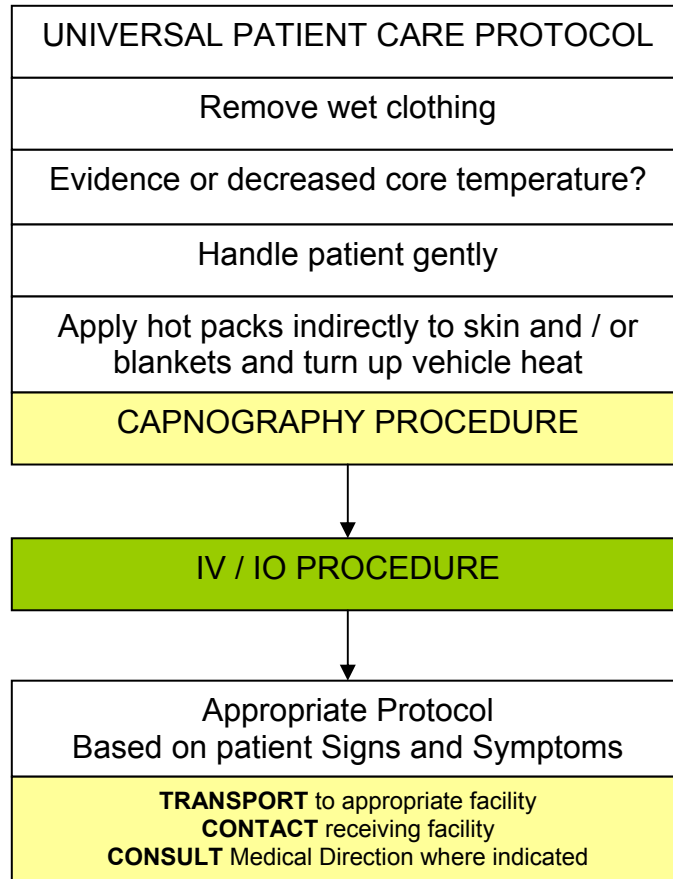 UNIVERSAL PATIENT CARE PROTOCOL
Remove wet clothing
Evidence or decreased core temperature?
Handle patient gently
Apply hot packs indirectly to skin and / or
blankets and turn up vehicle heat
CAPNOGRAPHY PROCEDURE
IV / IO PROCEDURE
Appropriate Protocol
Based on patient Signs and Symptoms
TRANSPORT to appropriate facility
CONTACT receiving facility
CONSULT Medical Direction where indicated